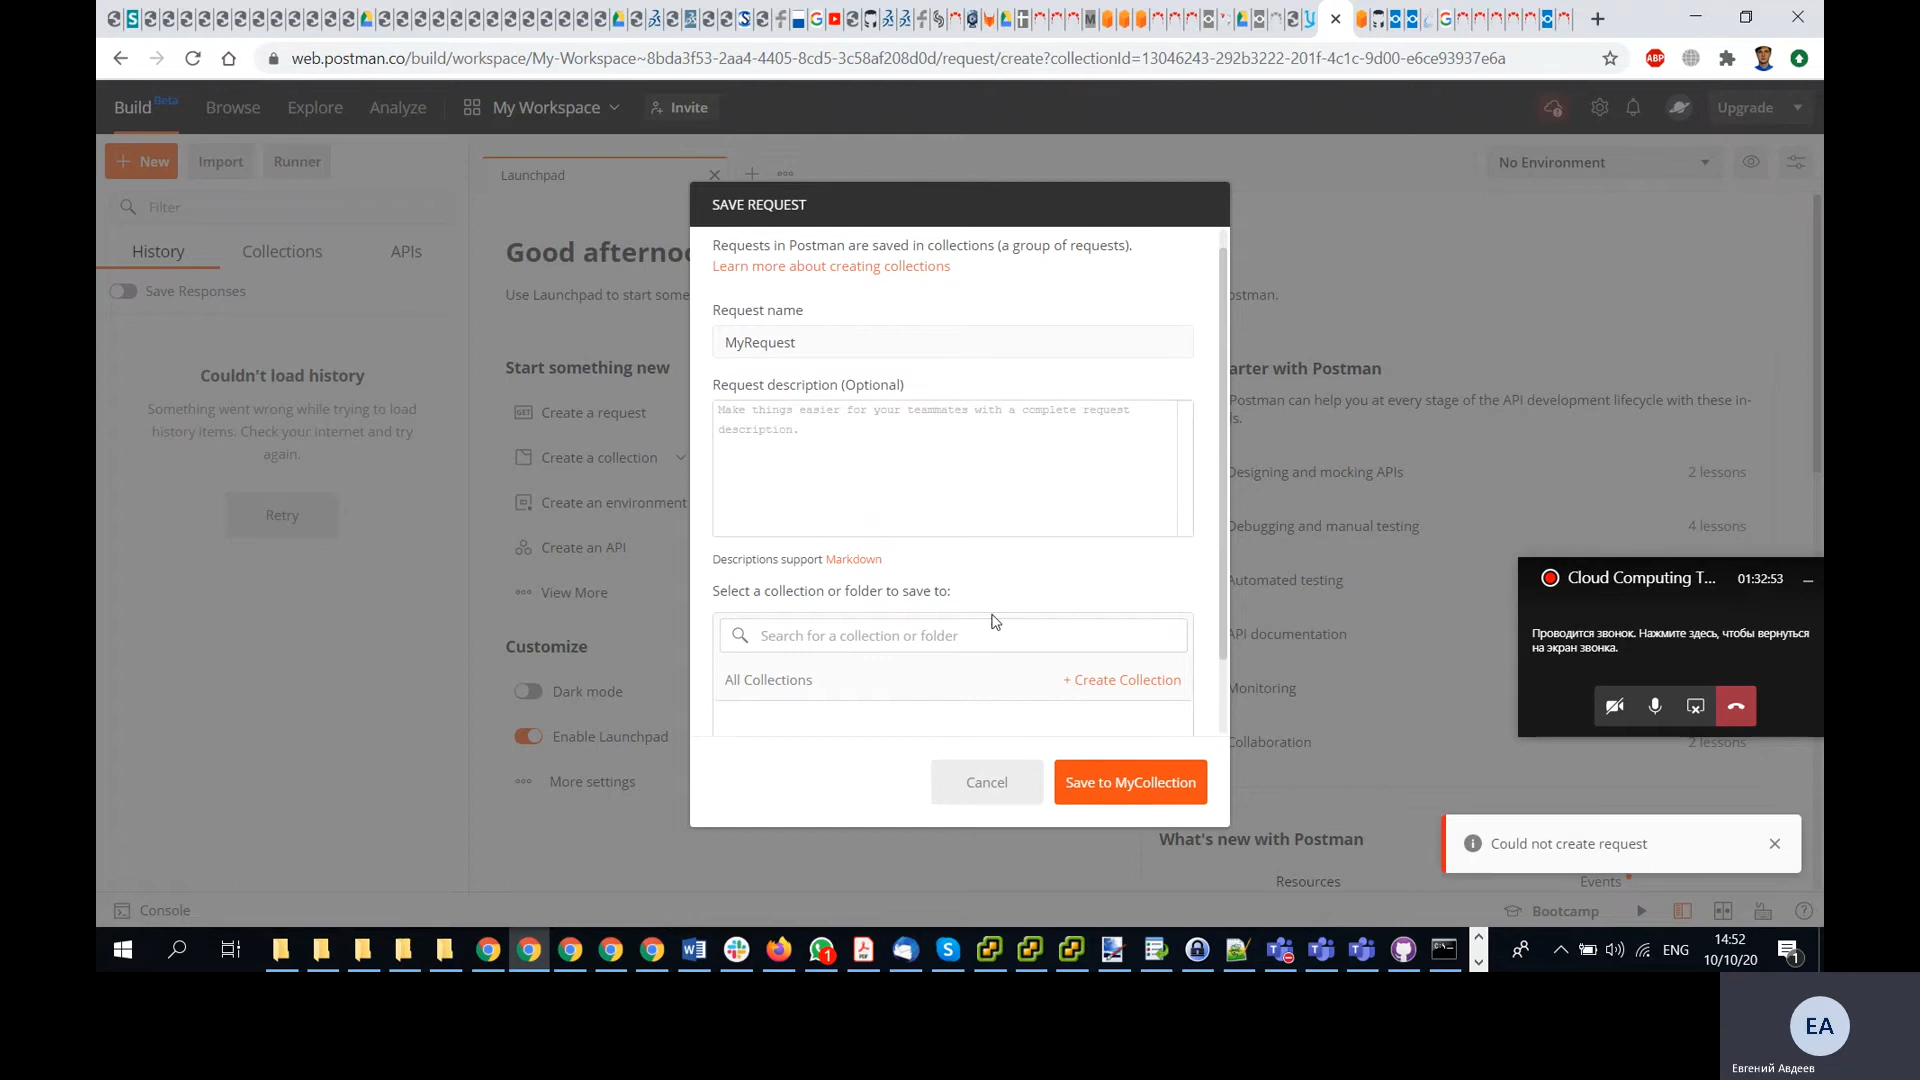 web.postman.co/build/workspace/My-Workspace~8bda3f53-2aa4-4405-8cd5-3c58af208d0d/request/create?collectionId=13046243-292b3222-201f-4c1c-9d00-e6ce93937e6a
ABP
Build Beta
Browse
Explore
Analyze
My Workspace
Invite
Upgrade
+ New
Import
Runner
Launchpad
No Environment
Filter
History
Collections
APIs
Save Responses
Couldn't load history
Something went wrong while trying to load
history items. Check your internet and try
again.
Retry
Good afternoo
Use Launchpad to start some
ostman.
Start something new
GET Create a request
Create a collection
Create an environment
Create an API
View More
Customize
Dark mode
Enable Launchpad
More settings
SAVE REQUEST
Requests in Postman are saved in collections (a group of requests).
Learn more about creating collections
Request name
MyRequest
Request description (Optional)
Make things easier for your teammates with a complete request
description.
Descriptions support Markdown
Select a collection or folder to save to:
Search for a collection or folder
All Collections
+ Create Collection
Cancel
Save to MyCollection
arter with Postman
Postman can help you at every stage of the API development lifecycle with these in-
s.
Designing and mocking APIs
2 lessons
Debugging and manual testing
4 lessons
Automated testing
API documentation
Monitoring
Collaboration
2 lessons
Cloud Computing T...
01:32:53
Проводится звонок. Нажмите здесь, чтобы вернуться
на экран звонка.
Could not create request
What's new with Postman
Resources
Events
Console
Bootcamp
ENG
14:52
10/10/20
1
1
EA
Евгений Авдеев